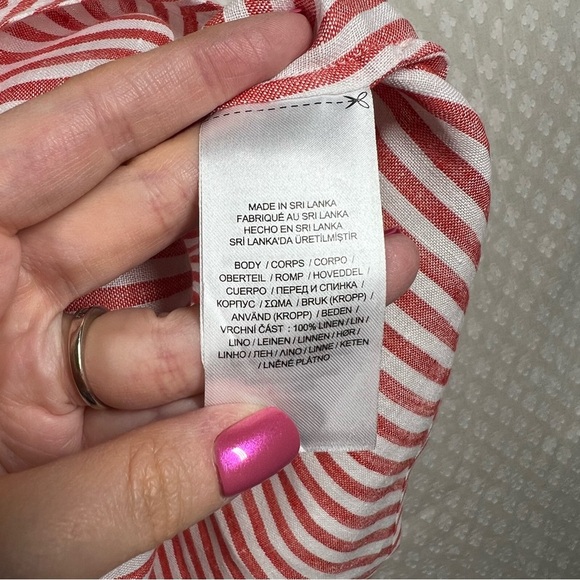 MADE IN SRI LANKA
FABRIQUÉ AU SRI LANKA
HECHO EN SRI LANKA
SRİ LANKA'DA ÜRETİLMİŞTİR
BODY / CORPS / CORPO /
OBERTEIL / ROMP / HOVEDDEL /
CUERPO / ПЕРЕД И СПИНКА /
КОРПУС / ΣΩΜΑ / BRUK (KROPP) /
ANVÄND (KROPP) / BEDEN /
VRCHNÍ ČÁST : 100% LINEN / LIN /
LINO / LEINEN / LINNEN / HØR /
LINHO / ЛЕН / ΛΙΝΟ / LINNE / KETEN
/ LNĚNÉ PLÁTNO